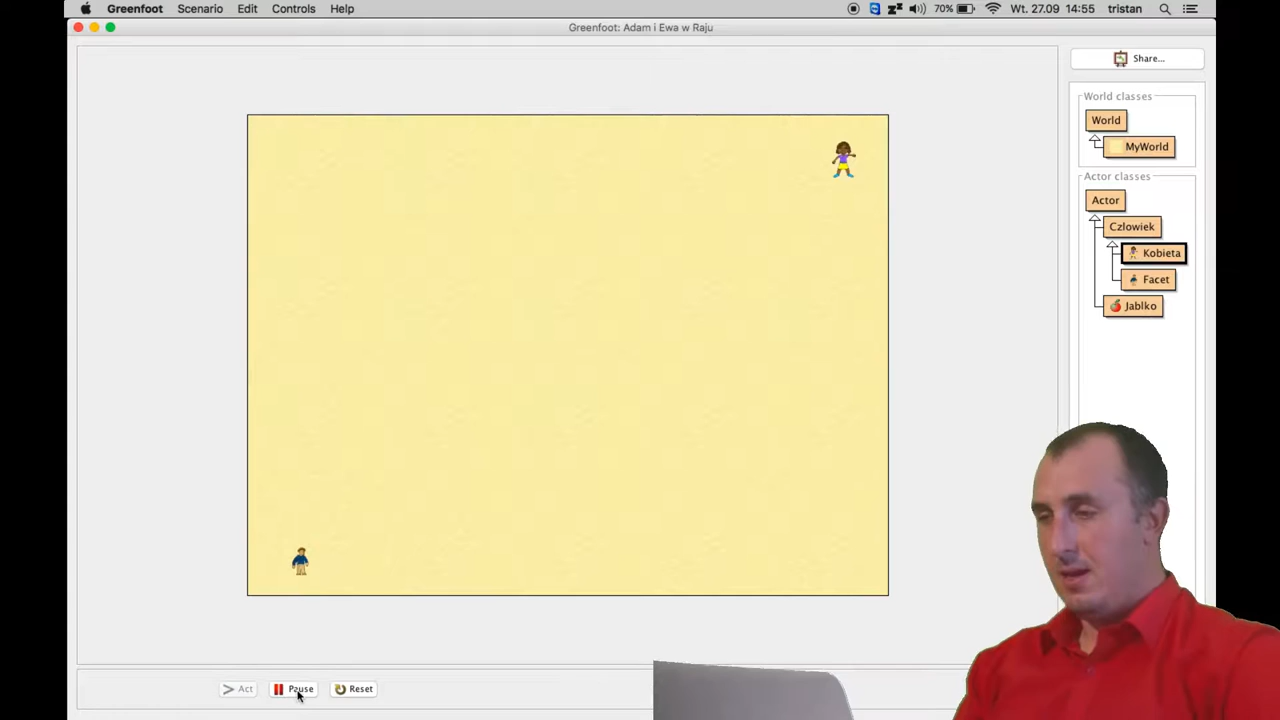 Greenfoot Scenario Edit Controls Help
70% Wt. 27.09 14:55 tristan
Greenfoot: Adam i Ewa w Raju
Share...
World classes
World
MyWorld
Actor classes
Actor
Czlowiek
Kobieta
Facet
Jablko
Act Pause Reset